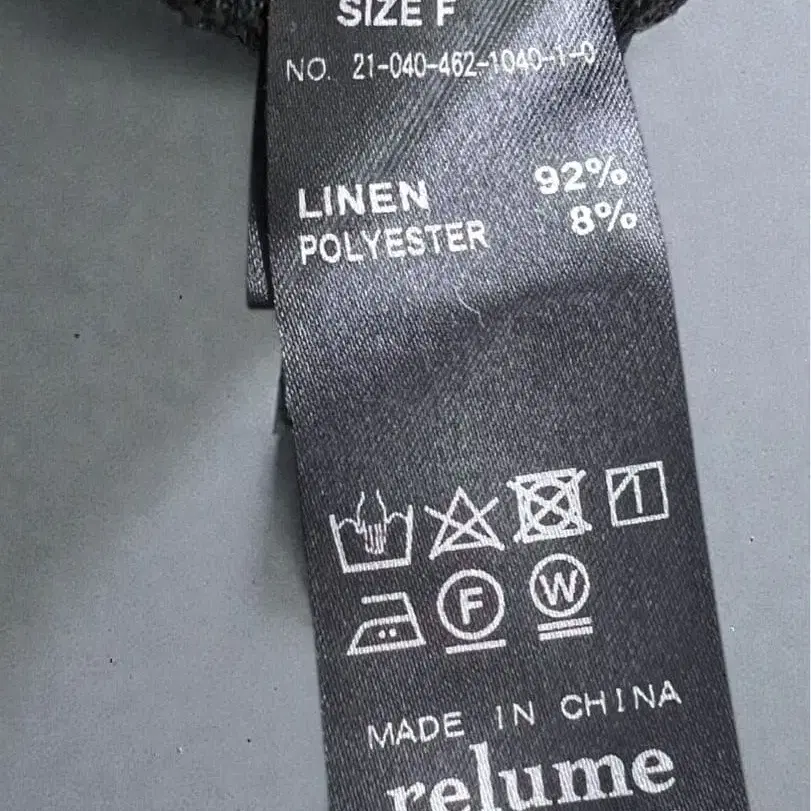 SIZE F
NO. 21-040-462-1040-1-0
LINEN 92%
POLYESTER 8%
F W
MADE IN CHINA
relume